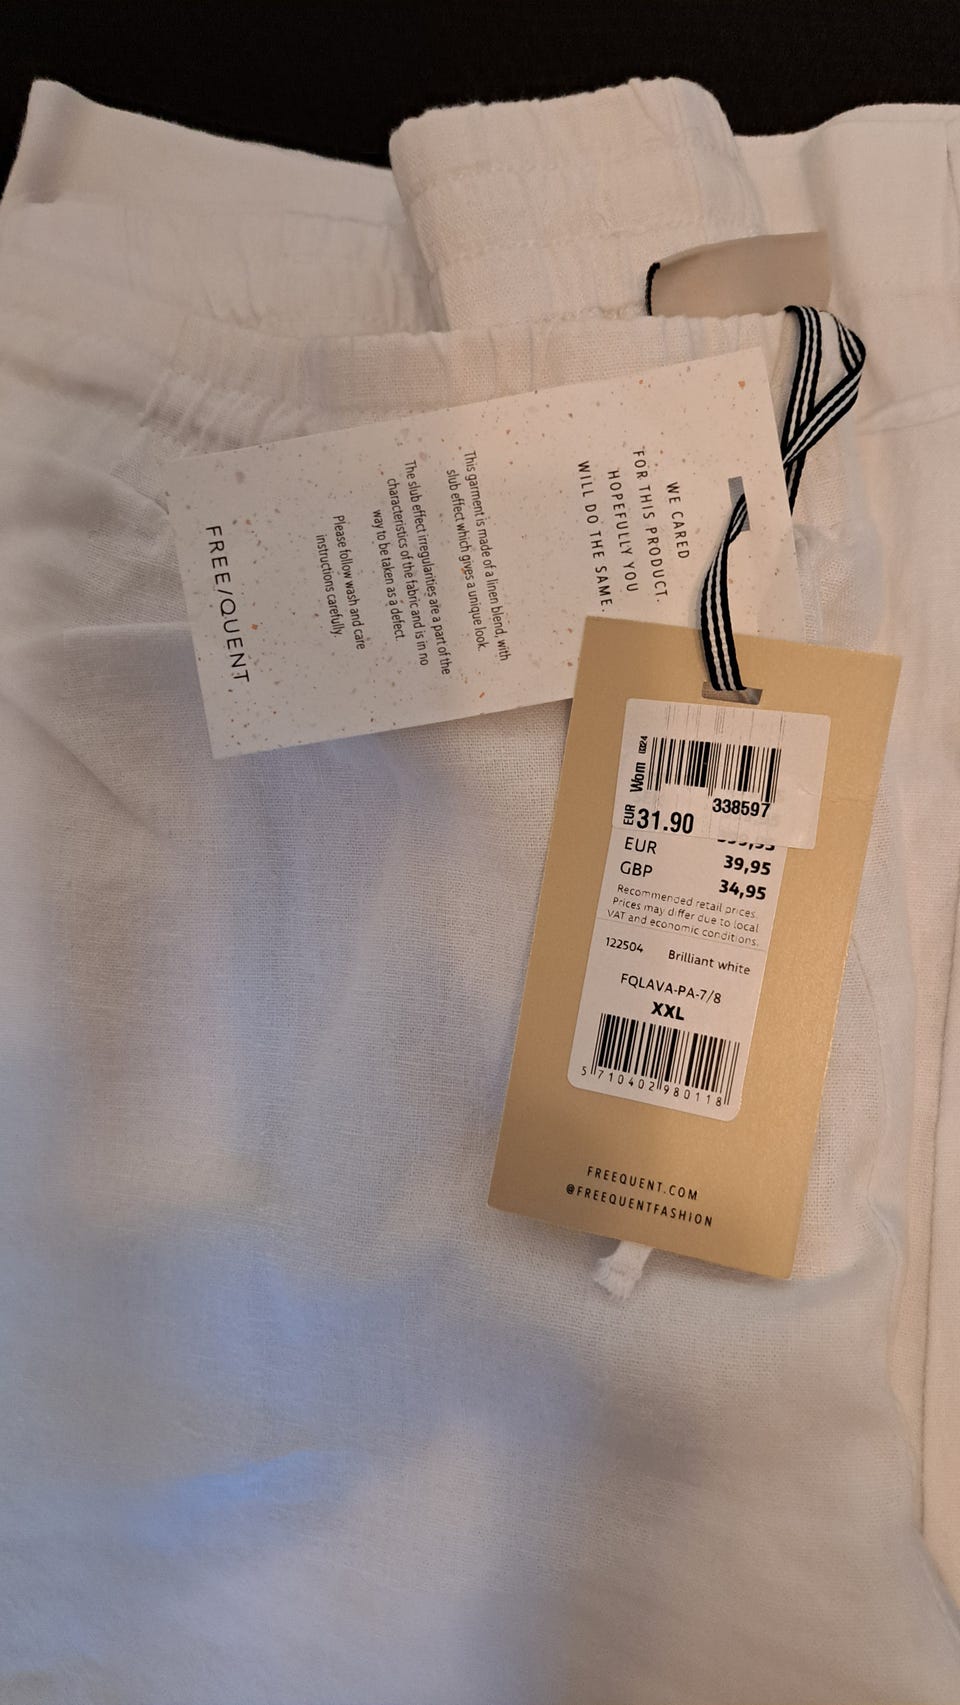 WE CARED
FOR THIS PRODUCT.
HOPEFULLY YOU
WILL DO THE SAME.
This garment is made of a linen blend, with
slub effect which gives a unique look.
The slub effect irregularities are a part of the
characteristics of the fabric and is in no
way to be taken as a defect.
Please follow wash and care
instructions carefully.
FREE/QUENT
Wom 0224
338597
EUR 31.90
EUR 39,95
GBP 34,95
Recommended retail prices.
Prices may differ due to local
VAT and economic conditions.
122504 Brilliant white
FQLAVA-PA-7/8
XXL
5 710402 980118
FREEQUENT.COM
@FREEQUENTFASHION